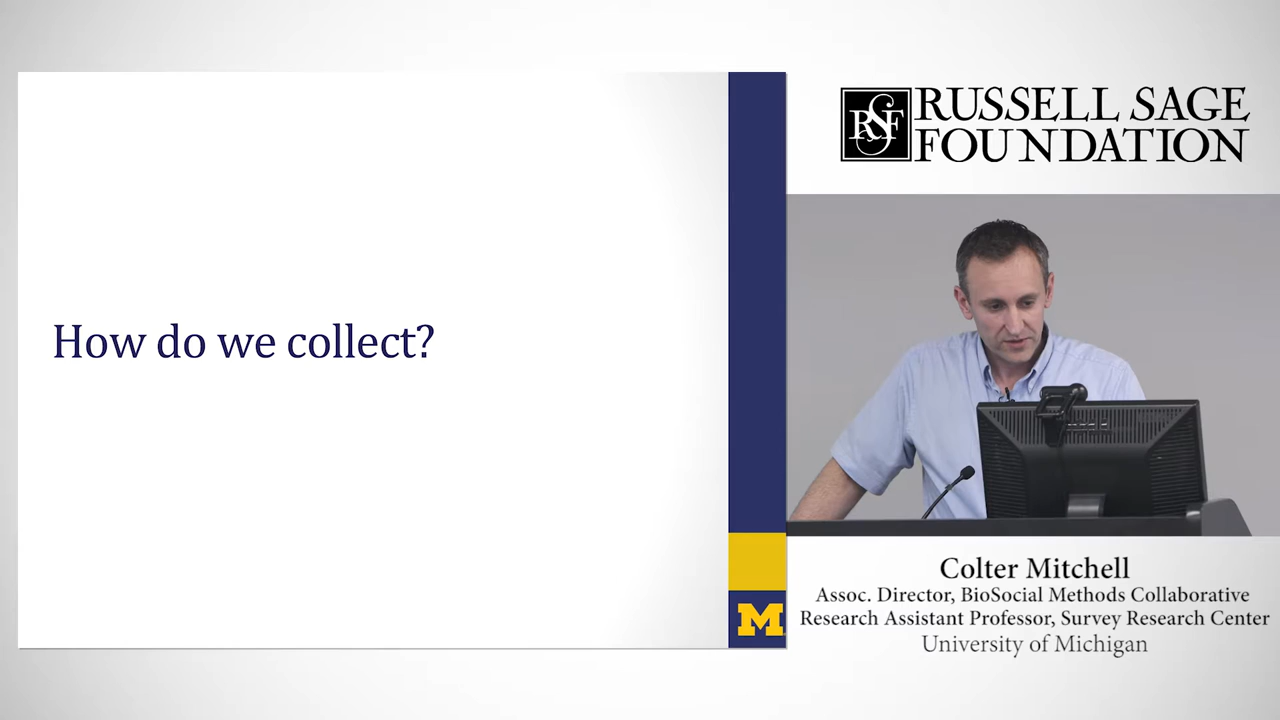 How do we collect?
M
RSF
RUSSELL SAGE
FOUNDATION
Colter Mitchell
Assoc. Director, BioSocial Methods Collaborative
Research Assistant Professor, Survey Research Center
University of Michigan